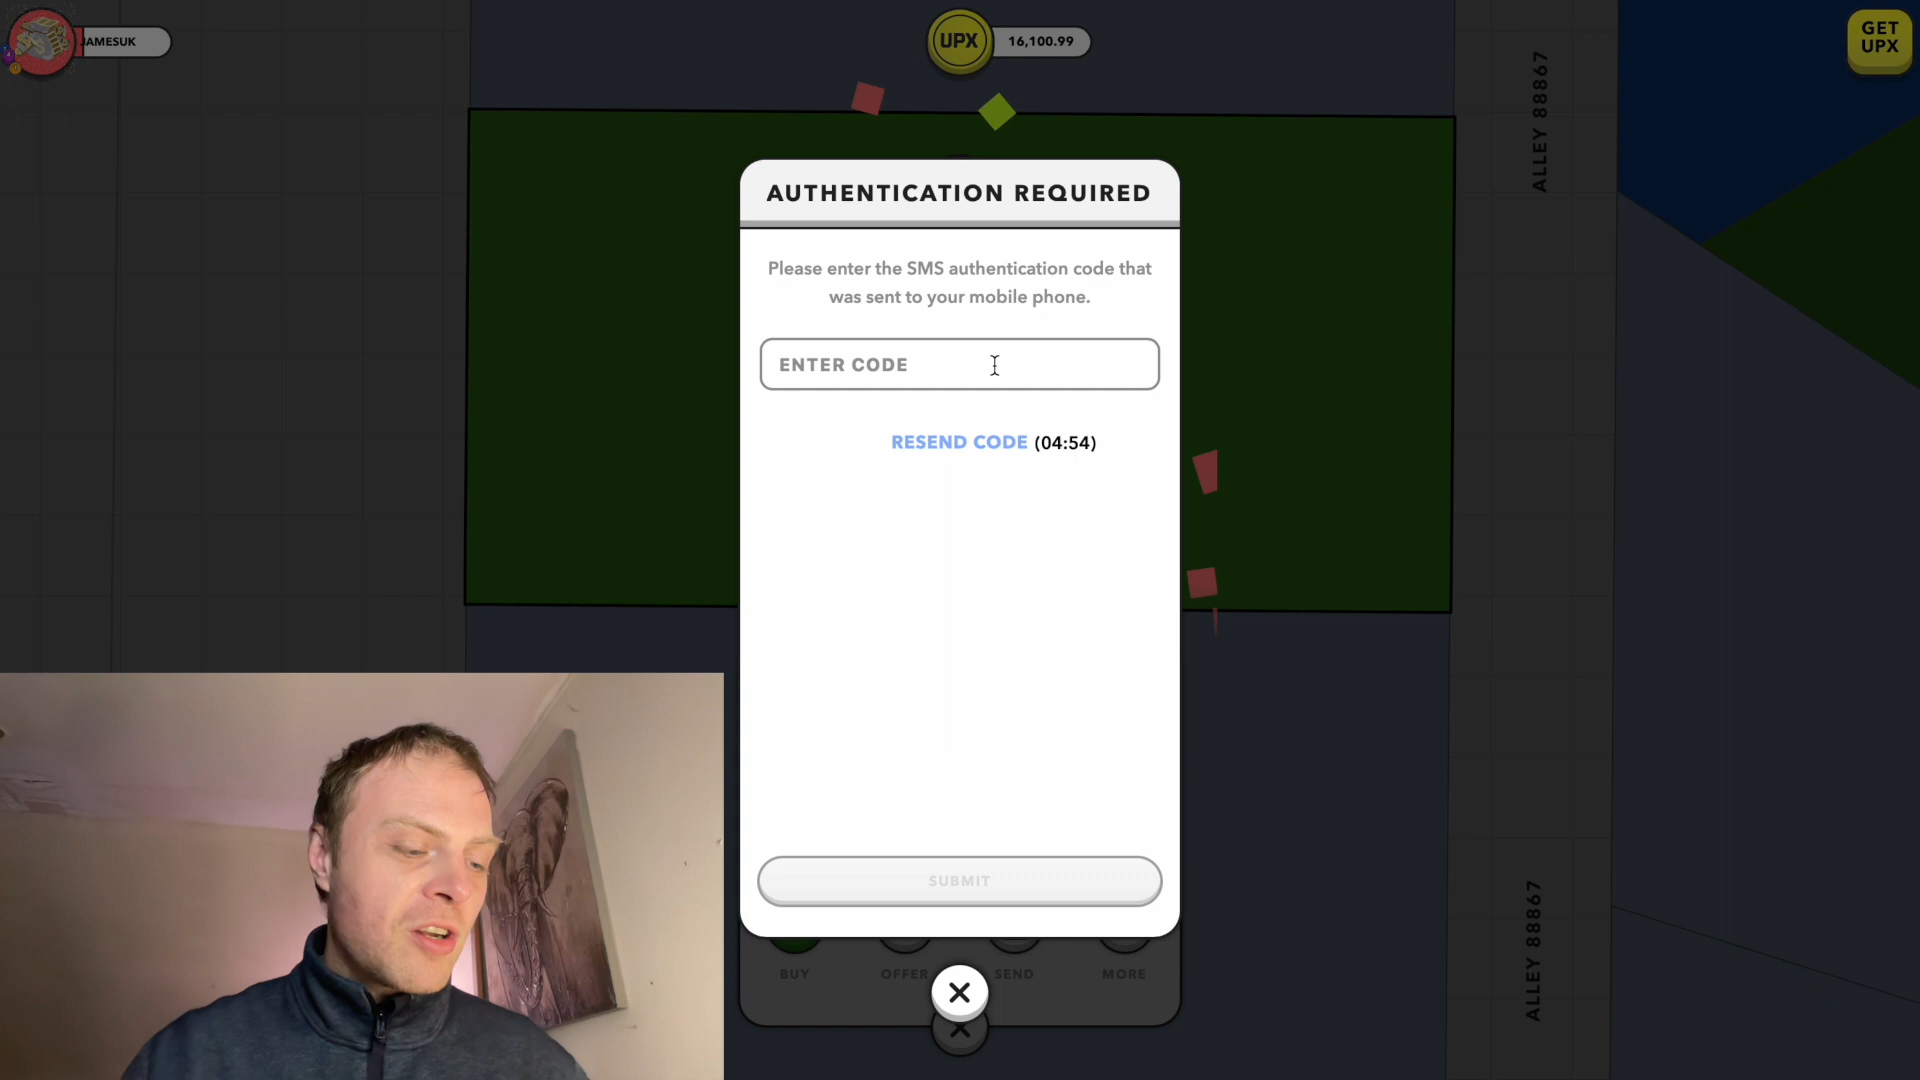 JAMESUK
UPX
16,100.99
GET
UPX
ALLEY 88867
AUTHENTICATION REQUIRED
Please enter the SMS authentication code that
was sent to your mobile phone.
ENTER CODE
RESEND CODE (04:54)
SUBMIT
ALLEY 88867
BUY
OFFER
SEND
MORE